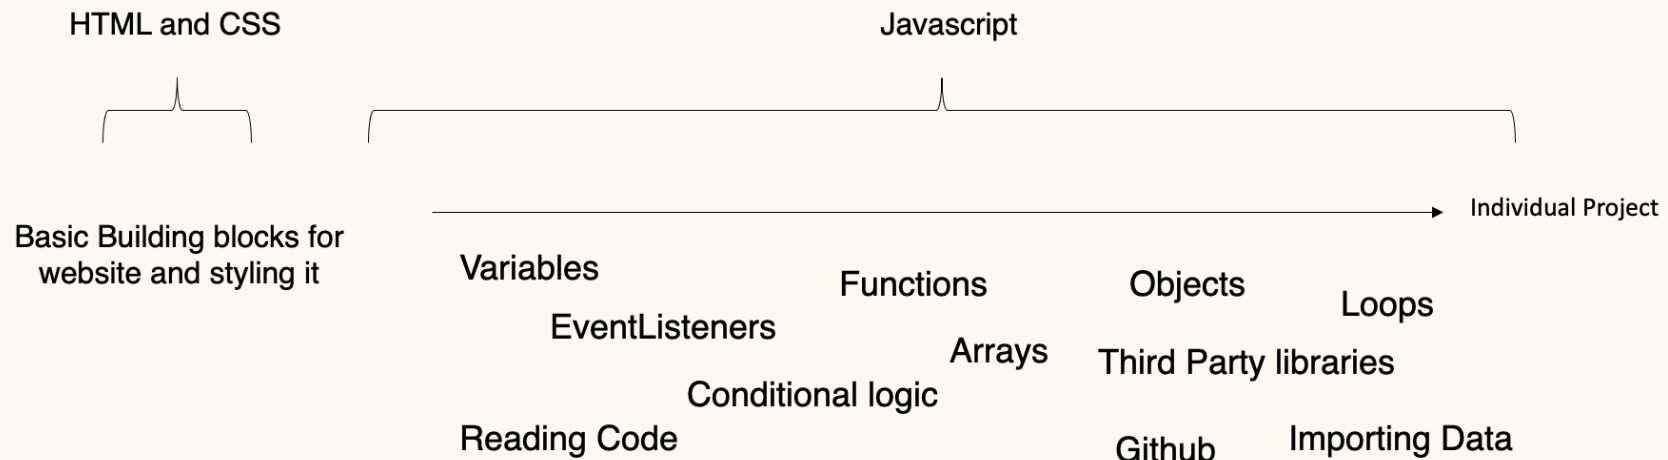 HTML and CSS
Javascript
Individual Project
Basic Building blocks for
website and styling it
Variables
Functions
Objects
Loops
EventListeners
Arrays
Third Party libraries
Conditional logic
Reading Code
Github
Importing Data